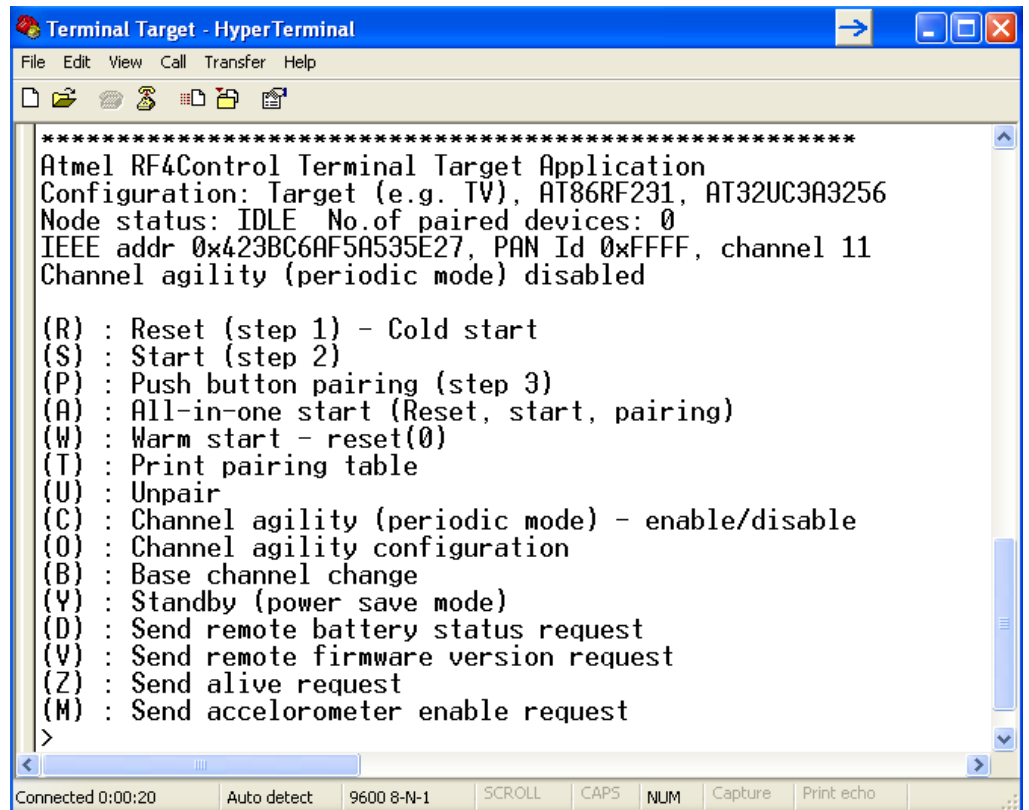 Terminal Target - HyperTerminal
File Edit View Call Transfer Help
******************************************************
Atmel RF4Control Terminal Target Application
Configuration: Target (e.g. TV), AT86RF231, AT32UC3A3256
Node status: IDLE  No.of paired devices: 0
IEEE addr 0x423BC6AF5A535E27, PAN Id 0xFFFF, channel 11
Channel agility (periodic mode) disabled
(R) : Reset (step 1) - Cold start
(S) : Start (step 2)
(P) : Push button pairing (step 3)
(A) : All-in-one start (Reset, start, pairing)
(W) : Warm start - reset(0)
(T) : Print pairing table
(U) : Unpair
(C) : Channel agility (periodic mode) - enable/disable
(O) : Channel agility configuration
(B) : Base channel change
(Y) : Standby (power save mode)
(D) : Send remote battery status request
(V) : Send remote firmware version request
(Z) : Send alive request
(M) : Send accelorometer enable request
>
Connected 0:00:20 Auto detect 9600 8-N-1 SCROLL CAPS NUM Capture Print echo